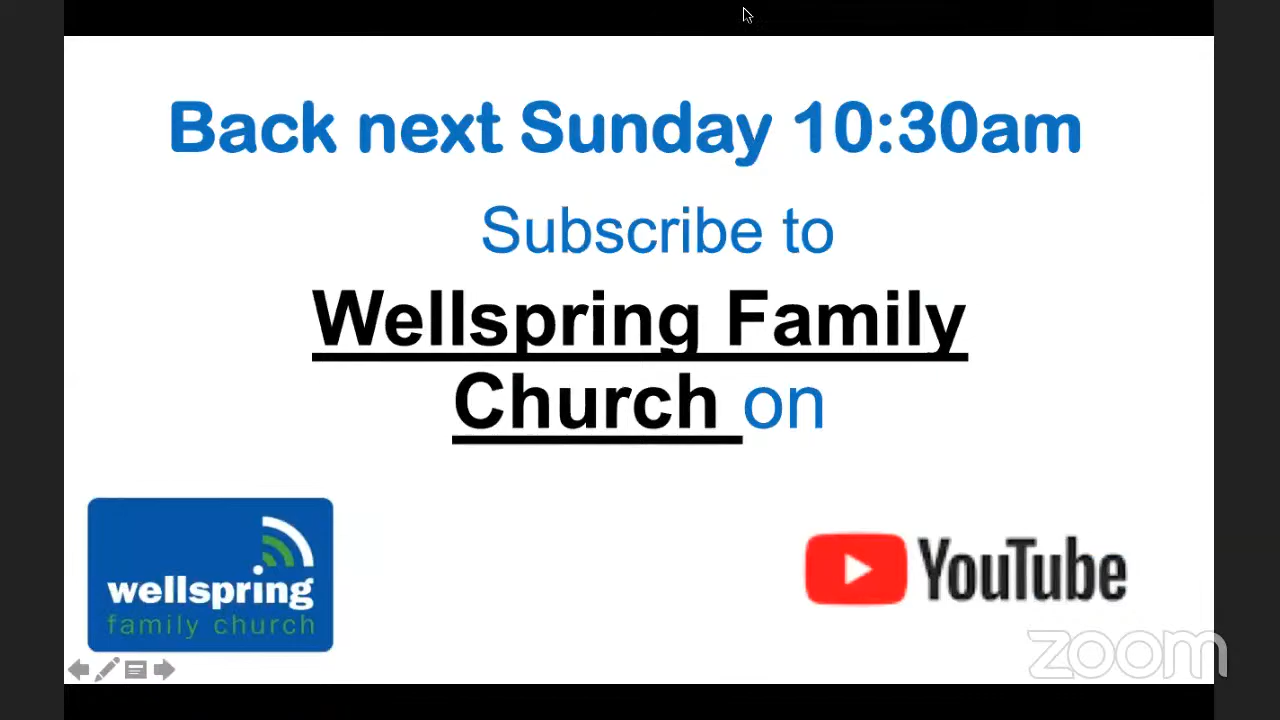 Back next Sunday 10:30am
Subscribe to
Wellspring Family
Church on
wellspring
family church
YouTube
zoom